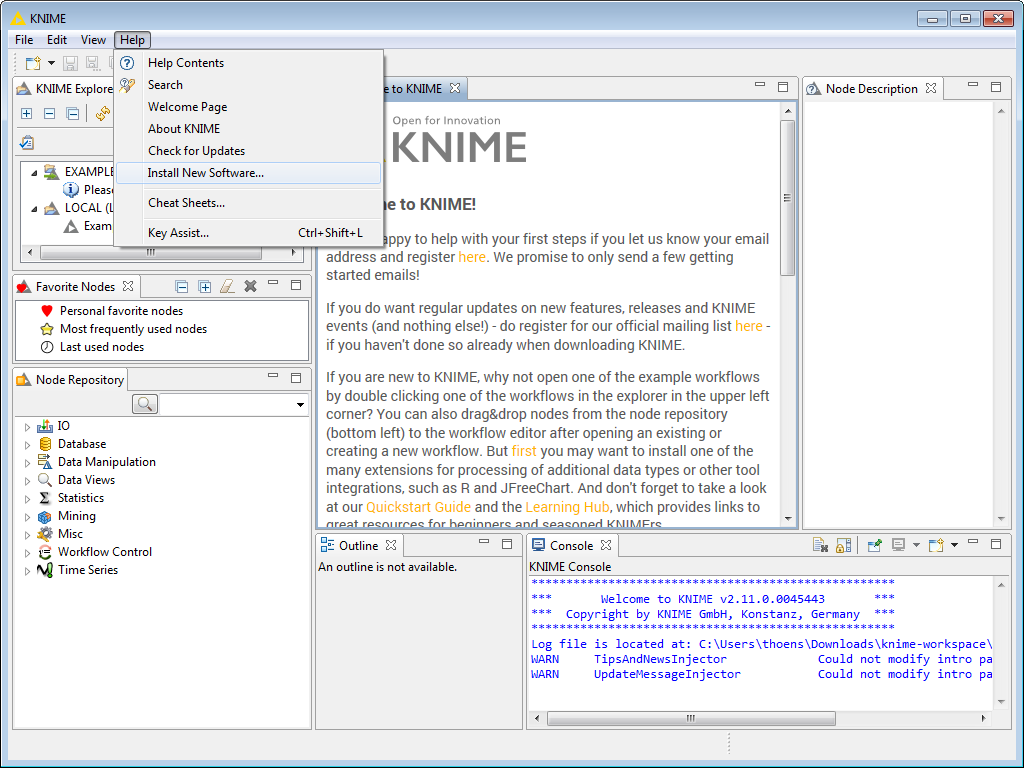 KNIME
File Edit View Help
Help Contents
Search
Welcome Page
About KNIME
Check for Updates
Install New Software...
Cheat Sheets...
Key Assist... Ctrl+Shift+L
KNIME Explore
EXAMPLE
Pleas
LOCAL (L
Exam
e to KNIME
Open for Innovation
KNIME
e to KNIME!
appy to help with your first steps if you let us know your email
address and register here. We promise to only send a few getting
started emails!
If you do want regular updates on new features, releases and KNIME
events (and nothing else!) - do register for our official mailing list here -
if you haven't done so already when downloading KNIME.
If you are new to KNIME, why not open one of the example workflows
by double clicking one of the workflows in the explorer in the upper left
corner? You can also drag&drop nodes from the node repository
(bottom left) to the workflow editor after opening an existing or
creating a new workflow. But first you may want to install one of the
many extensions for processing of additional data types or other tool
integrations, such as R and JFreeChart. And don't forget to take a look
at our Quickstart Guide and the Learning Hub, which provides links to
great resources for beginners and seasoned KNIMErs.
Node Description
Favorite Nodes
Personal favorite nodes
Most frequently used nodes
Last used nodes
Node Repository
IO
Database
Data Manipulation
Data Views
Statistics
Mining
Misc
Workflow Control
Time Series
Outline
An outline is not available.
Console
KNIME Console
****************************************************
*** Welcome to KNIME v2.11.0.0045443 ***
*** Copyright by KNIME GmbH, Konstanz, Germany ***
****************************************************
Log file is located at: C:\Users\thoens\Downloads\knime-workspace\
WARN TipsAndNewsInjector Could not modify intro pa
WARN UpdateMessageInjector Could not modify intro pa